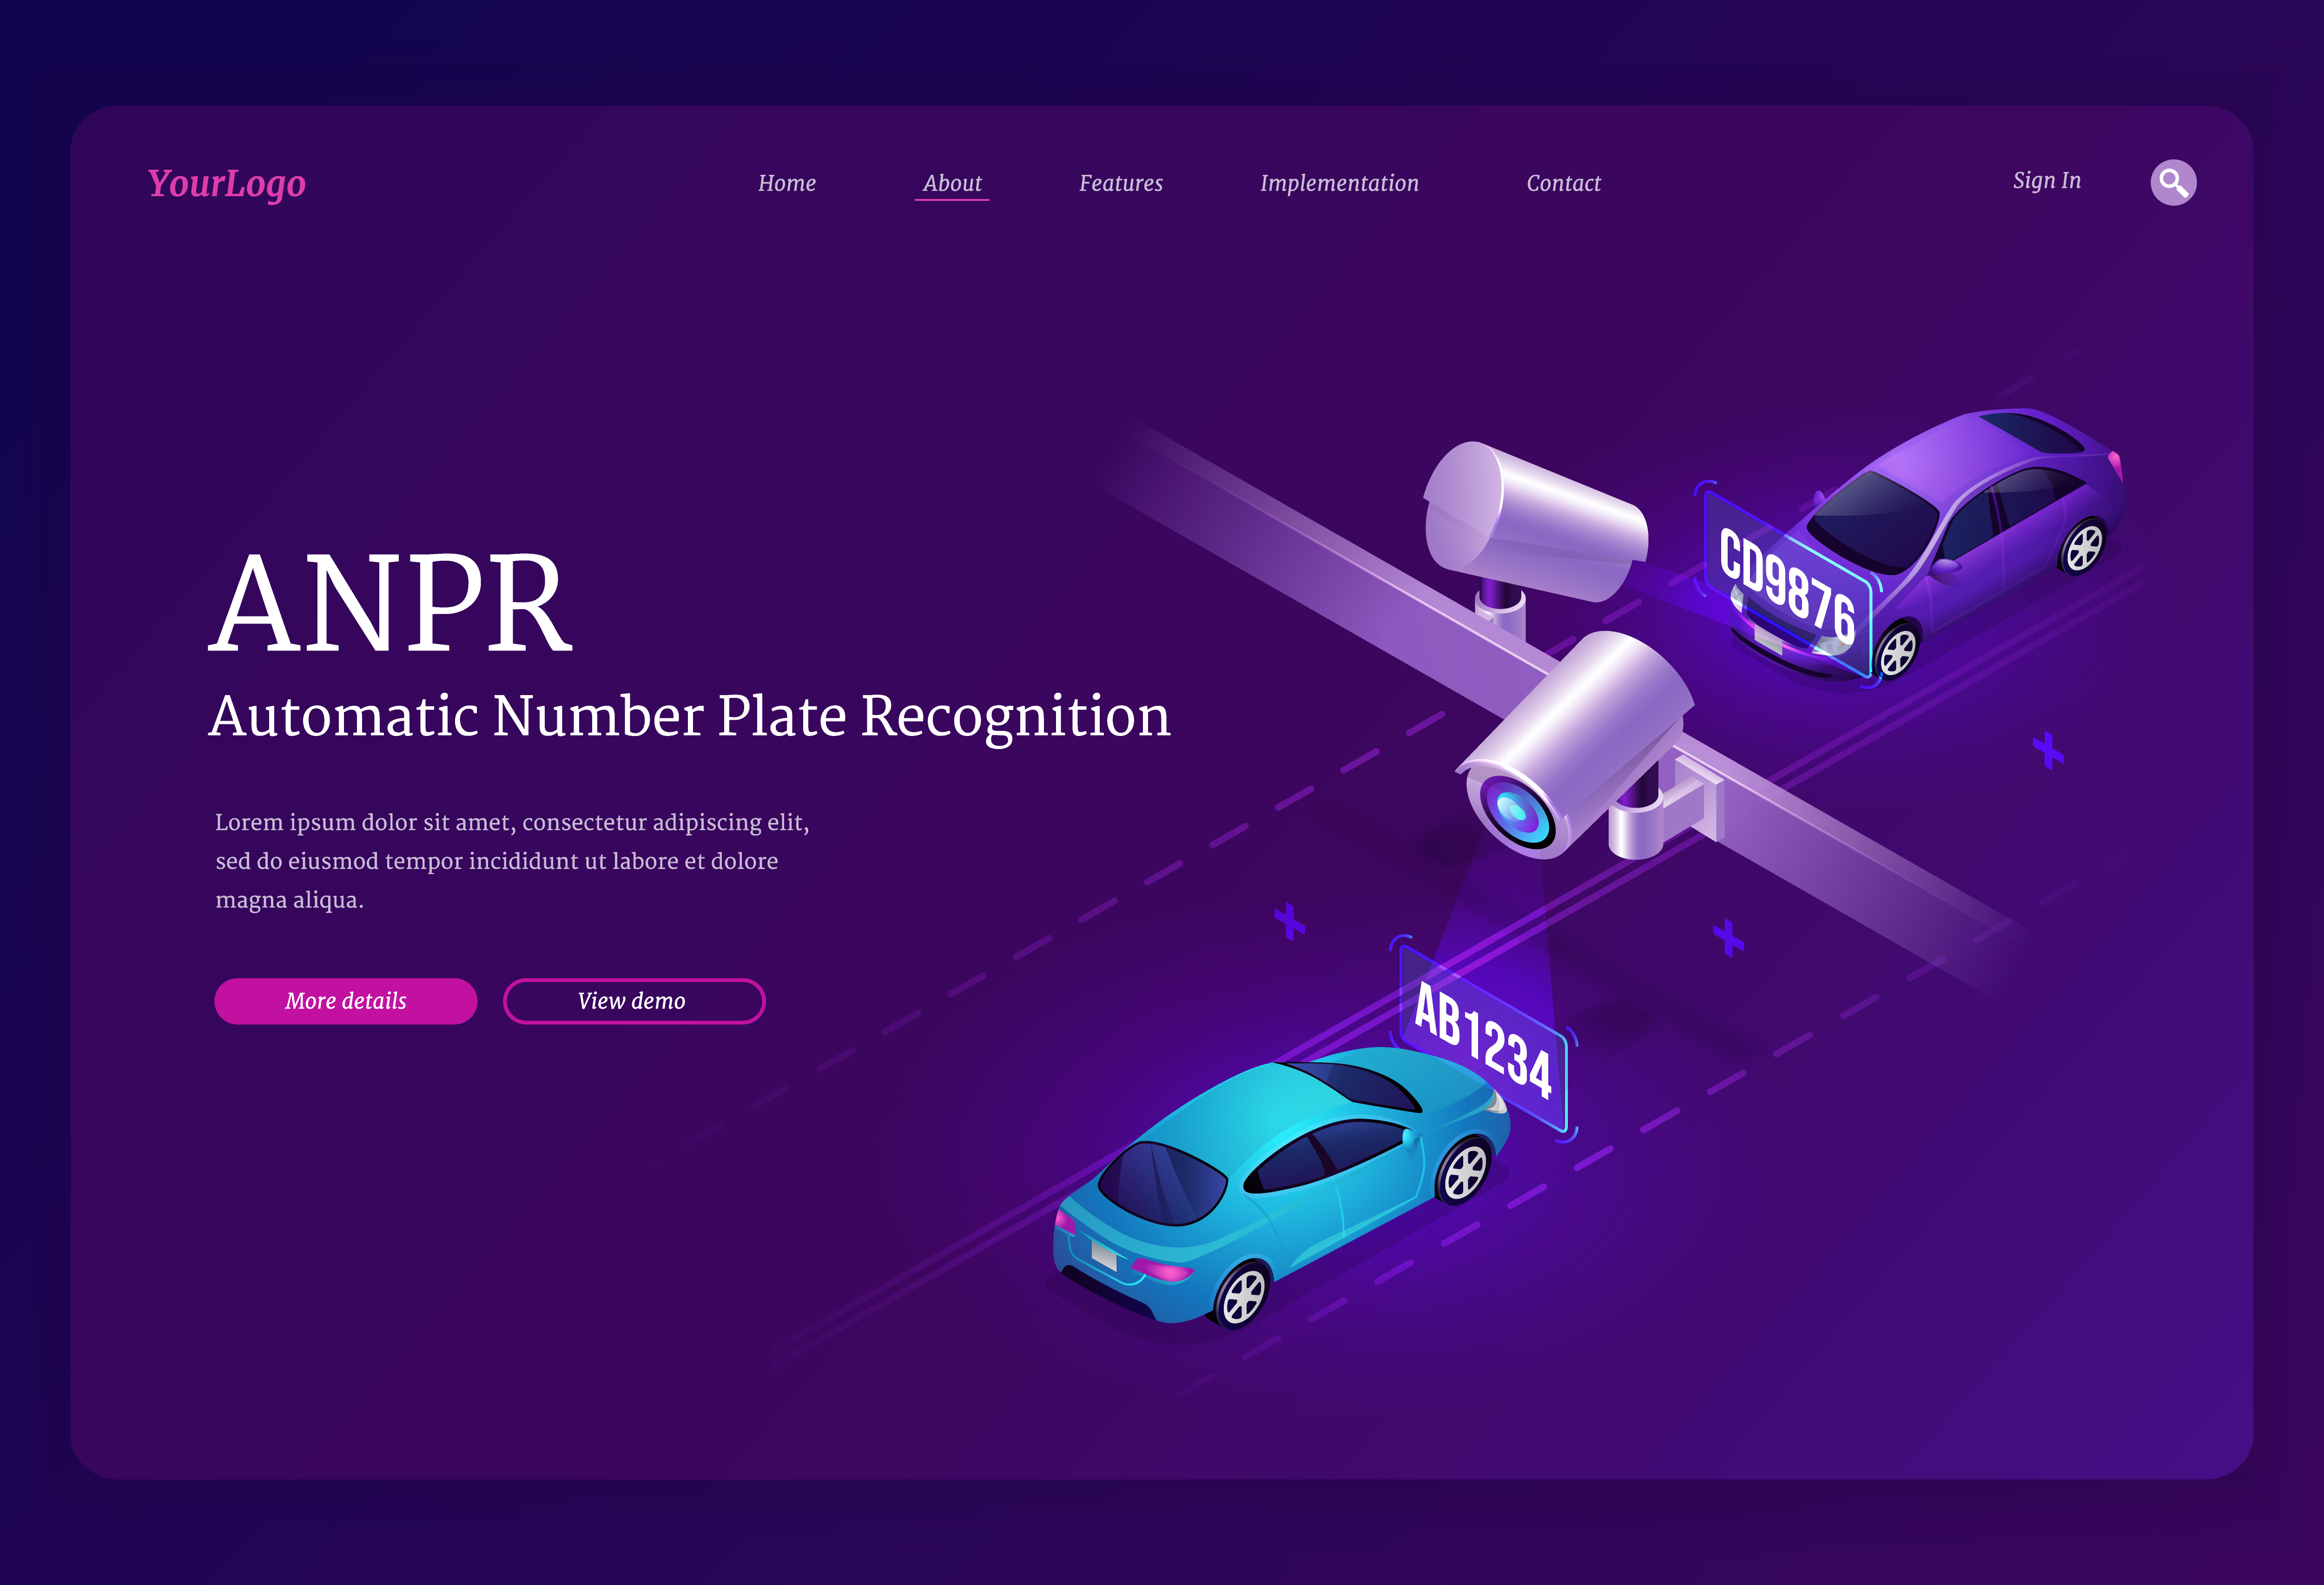 YourLogo
Home
About
Features
Implementation
Contact
Sign In
ANPR
Automatic Number Plate Recognition
Lorem ipsum dolor sit amet, consectetur adipiscing elit,
sed do eiusmod tempor incididunt ut labore et dolore
magna aliqua.
More details
View demo
CD9876
AB1234